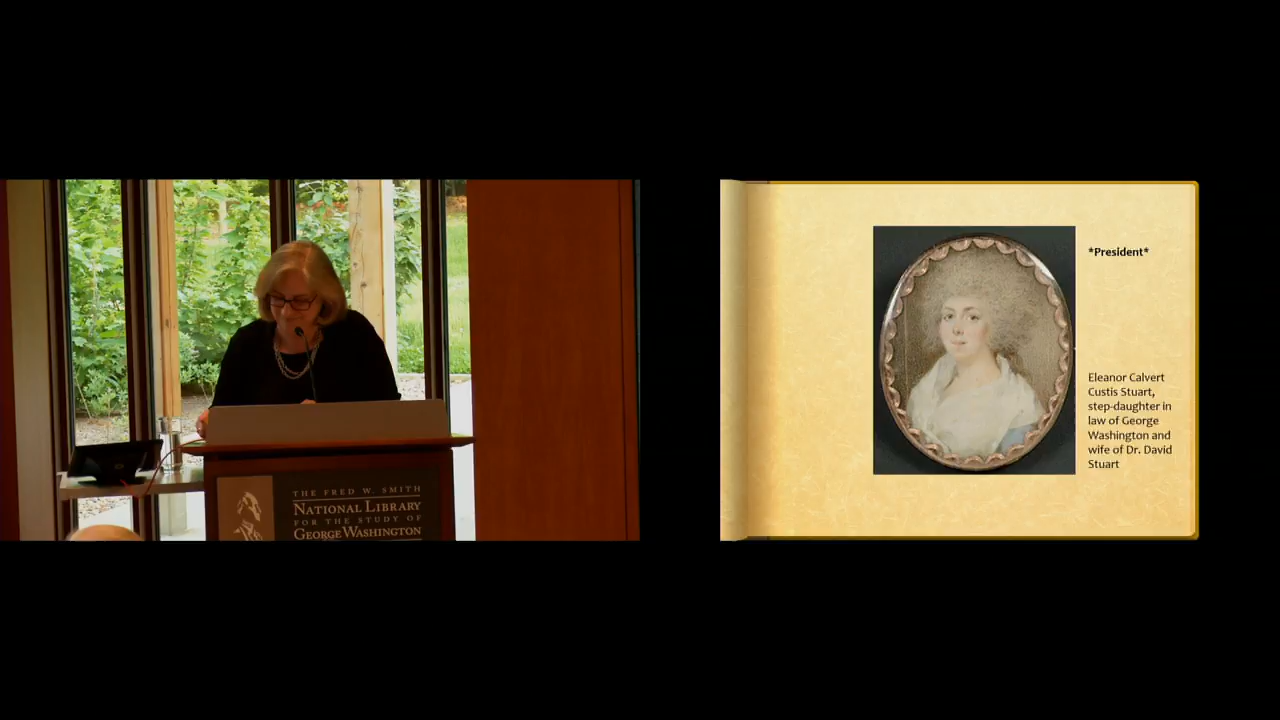 THE FRED W. SMITH
NATIONAL LIBRARY
FOR THE STUDY OF
GEORGE WASHINGTON
*President*
Eleanor Calvert
Custis Stuart,
step-daughter in
law of George
Washington and
wife of Dr. David
Stuart